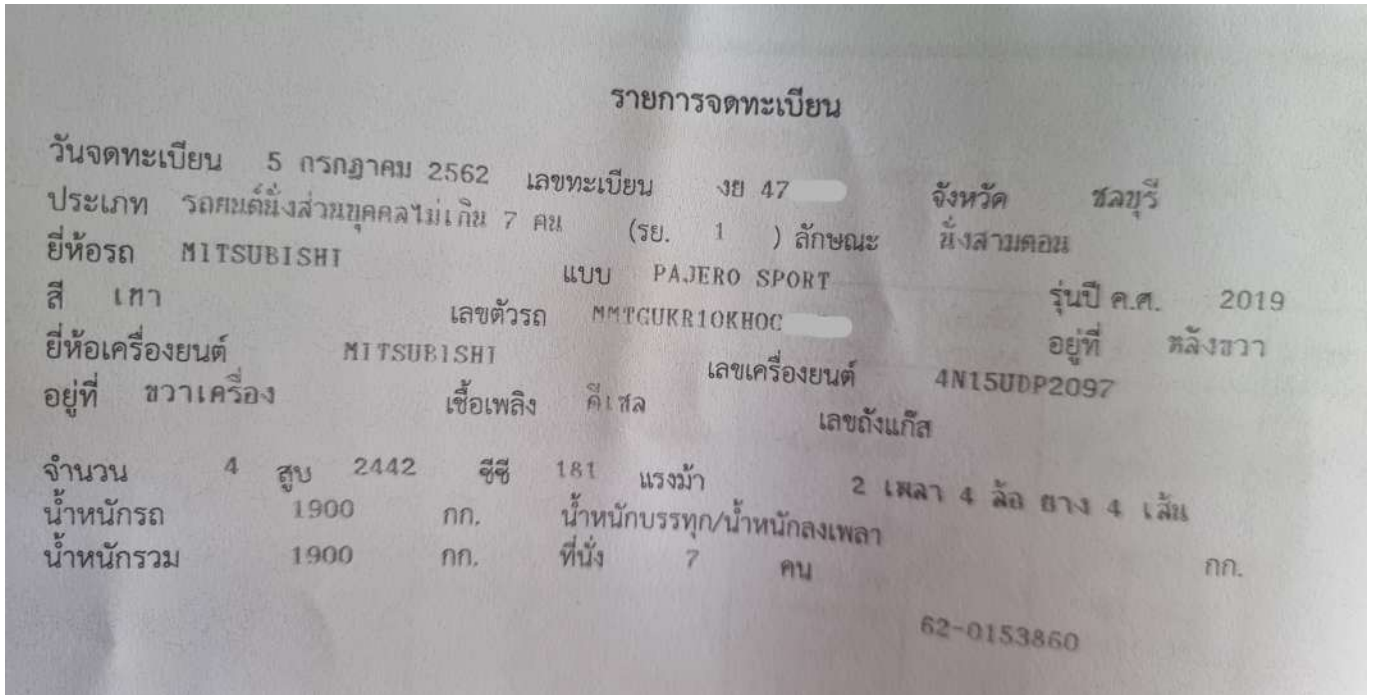 รายการจดทะเบียน
วันจดทะเบียน 5 กรกฎาคม 2562 เลขทะเบียน งย 47 จังหวัด ชลบุรี
ประเภท รถยนต์นั่งส่วนบุคคลไม่เกิน 7 คน (รย. 1 ) ลักษณะ นั่งสามตอน
ยี่ห้อรถ MITSUBISHI แบบ PAJERO SPORT รุ่นปี ค.ศ. 2019
สี เทา เลขตัวรถ MMTGUKR10KH0C อยู่ที่ หลังขวา
ยี่ห้อเครื่องยนต์ MITSUBISHI เลขเครื่องยนต์ 4N15UDP2097
อยู่ที่ ขวาเครื่อง เชื้อเพลิง ดีเซล เลขถังแก๊ส
จำนวน 4 สูบ 2442 ซีซี 181 แรงม้า 2 เพลา 4 ล้อ ยาง 4 เส้น
น้ำหนักรถ 1900 กก. น้ำหนักบรรทุก/น้ำหนักลงเพลา กก.
น้ำหนักรวม 1900 กก. ที่นั่ง 7 คน
62-0153860